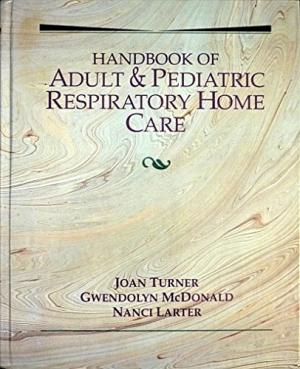 HANDBOOK OF
ADULT & PEDIATRIC
RESPIRATORY HOME
CARE
JOAN TURNER
GWENDOLYN MCDONALD
NANCI LARTER